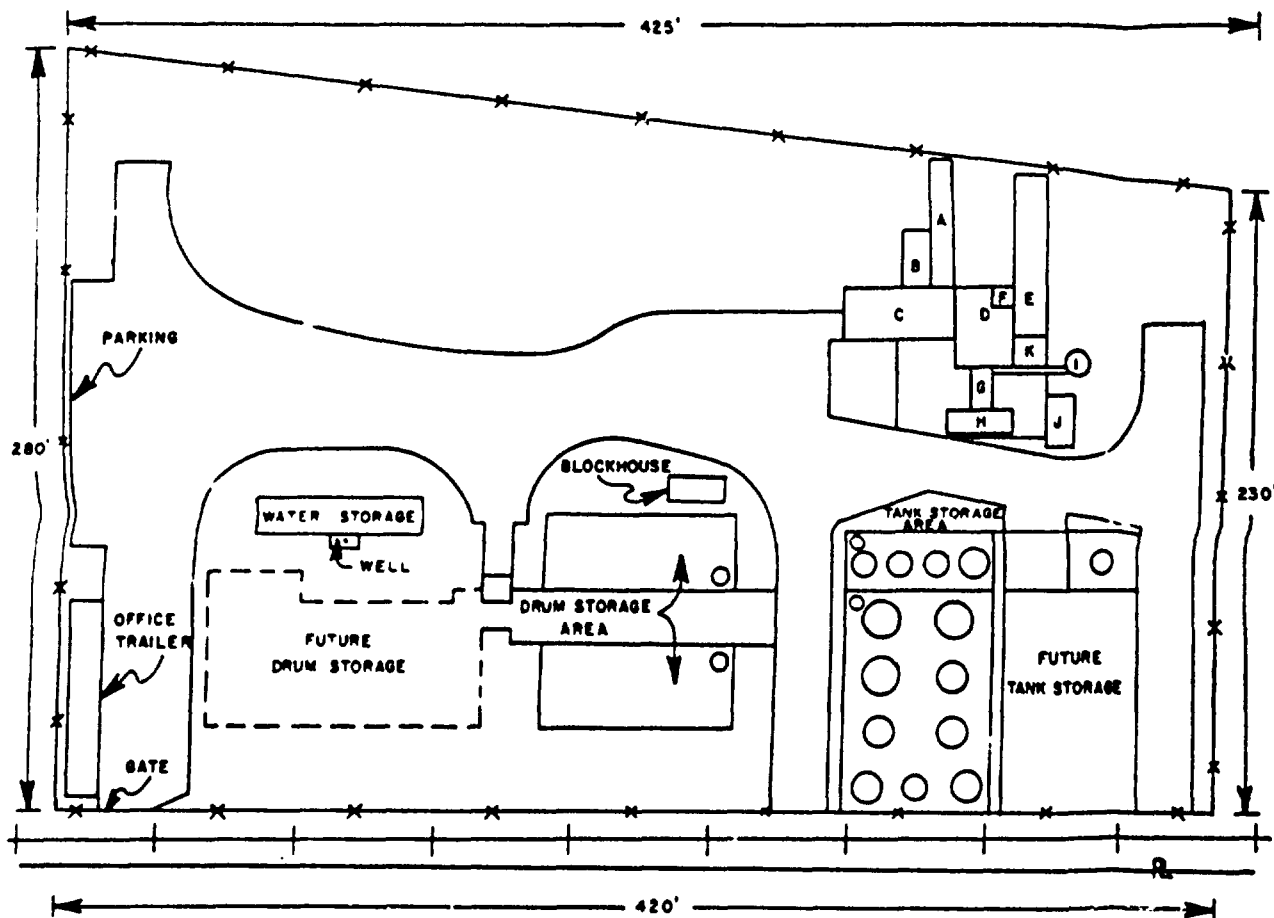 425'
A
B
C
D
F
E
K
I
G
H
J
PARKING
280'
230'
BLOCKHOUSE
WATER STORAGE
WELL
TANK STORAGE
AREA
DRUM STORAGE
AREA
OFFICE
TRAILER
FUTURE
DRUM STORAGE
FUTURE
TANK STORAGE
GATE
420'